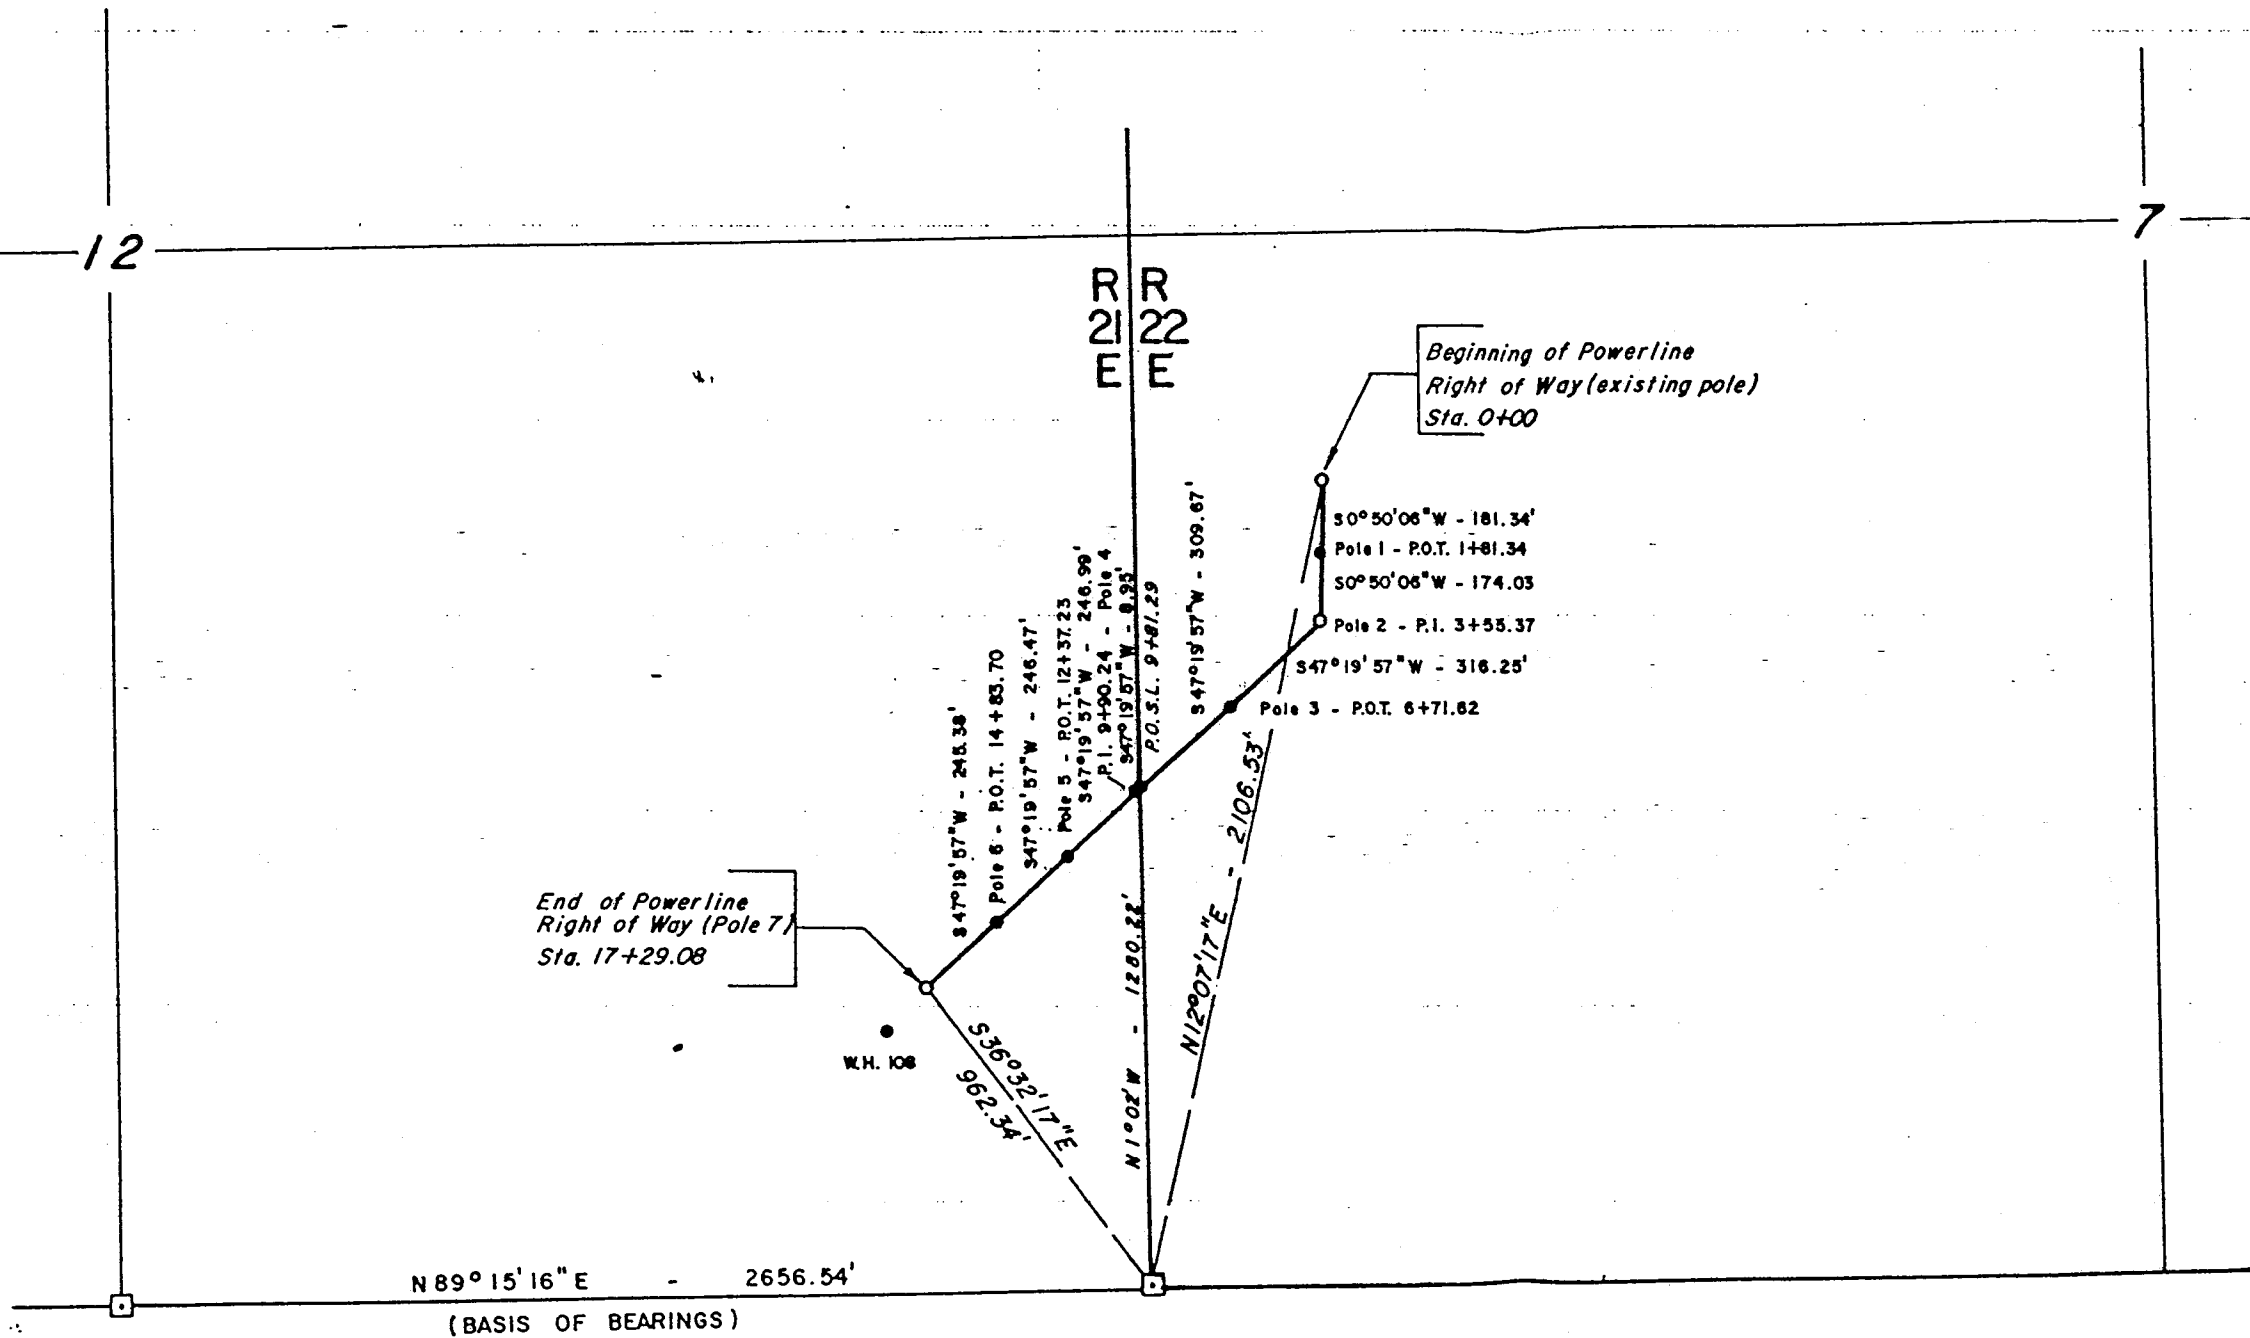 12
7
R R
21 22
E E
Beginning of Powerline
Right of Way (existing pole)
Sta. 0+00
S0°50'06"W - 181.34'
Pole 1 - P.O.T. 1+81.34
S0°50'06"W - 174.03
Pole 2 - P.I. 3+55.37
S47°19'57"W - 316.25'
Pole 3 - P.O.T. 6+71.62
S47°19'57"W - 309.67'
P.O.S.L. 9+81.29
S47°19'57"W - 8.95'
P.I. 9+90.24 - Pole 4
S47°19'57"W - 246.99'
Pole 5 - P.O.T. 12+37.23
S47°19'57"W - 246.47'
Pole 6 - P.O.T. 14+83.70
S47°19'57"W - 245.38'
End of Powerline
Right of Way (Pole 7)
Sta. 17+29.08
W.H. 108
S36°32'17"E
962.34'
N1°02'W - 1280.22'
N12°07'17"E - 2106.53'
N89°15'16"E - 2656.54'
(BASIS OF BEARINGS)